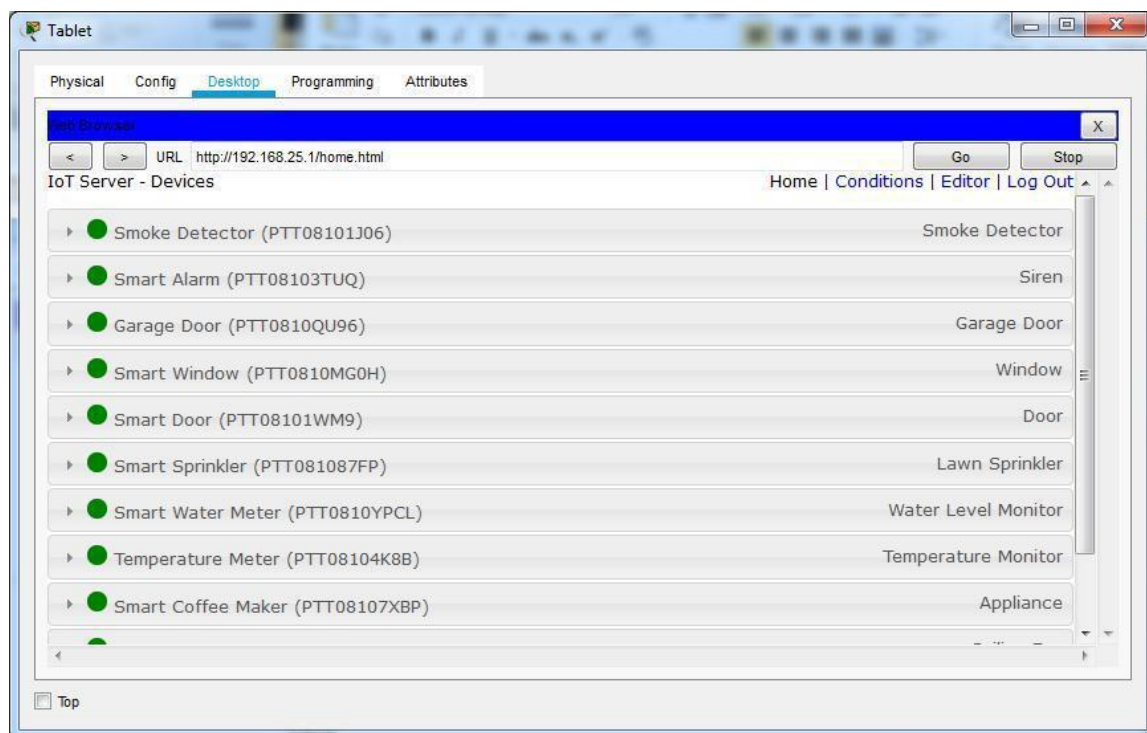 Tablet
Physical Config Desktop Programming Attributes
Web Browser X
< > URL http://192.168.25.1/home.html Go Stop
IoT Server - Devices Home | Conditions | Editor | Log Out
Smoke Detector (PTT08101J06) Smoke Detector
Smart Alarm (PTT08103TUQ) Siren
Garage Door (PTT0810QU96) Garage Door
Smart Window (PTT0810MG0H) Window
Smart Door (PTT08101WM9) Door
Smart Sprinkler (PTT081087FP) Lawn Sprinkler
Smart Water Meter (PTT0810YPCL) Water Level Monitor
Temperature Meter (PTT08104K8B) Temperature Monitor
Smart Coffee Maker (PTT08107XBP) Appliance
Top